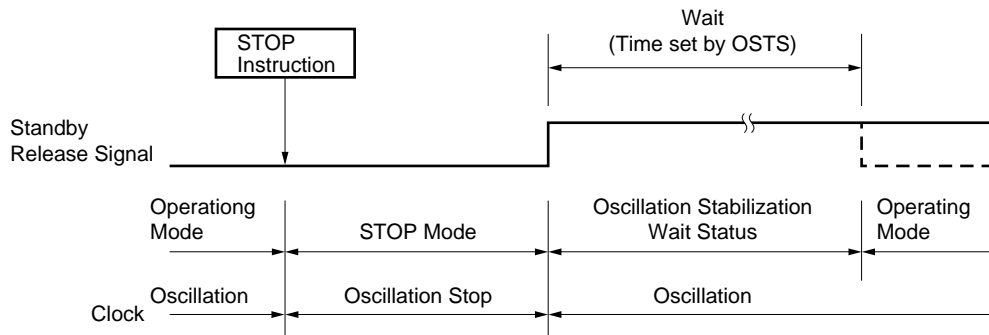 Wait
(Time set by OSTS)
STOP
Instruction
Standby
Release Signal
Operationg
Mode
STOP Mode
Oscillation Stabilization
Wait Status
Operating
Mode
Clock
Oscillation
Oscillation Stop
Oscillation